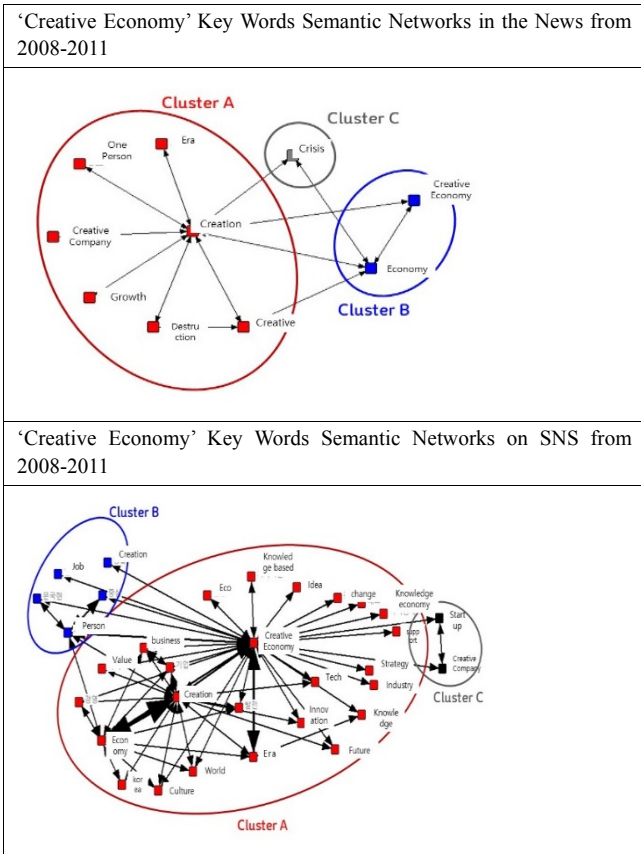 ‘Creative Economy’ Key Words Semantic Networks in the News from
2008-2011
Cluster A
Cluster C
One
Person
Era
Crisis
Creative
Economy
Creation
Creative
Company
Economy
Growth
Cluster B
Destru
ction
Creative
‘Creative Economy’ Key Words Semantic Networks on SNS from
2008-2011
Cluster B
Creation
Knowled
ge based
Job
Idea
Eco
change
Knowledge
economy
Start
up
Person
business
Creative
Economy
supp
ort
Value
기업
Strategy
Creative
Company
Tech
Industry
Creation
Cluster C
Innov
ation
Knowle
dge
Econ
omy
Era
Future
World
kor
ea
Culture
Cluster A